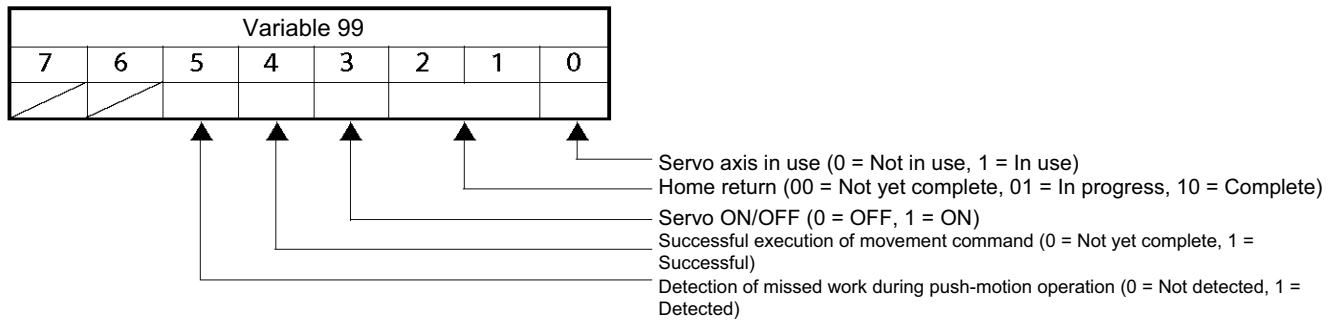 Variable 99
7 6 5 4 3 2 1 0
Servo axis in use (0 = Not in use, 1 = In use)
Home return (00 = Not yet complete, 01 = In progress, 10 = Complete)
Servo ON/OFF (0 = OFF, 1 = ON)
Successful execution of movement command (0 = Not yet complete, 1 =
Successful)
Detection of missed work during push-motion operation (0 = Not detected, 1 =
Detected)